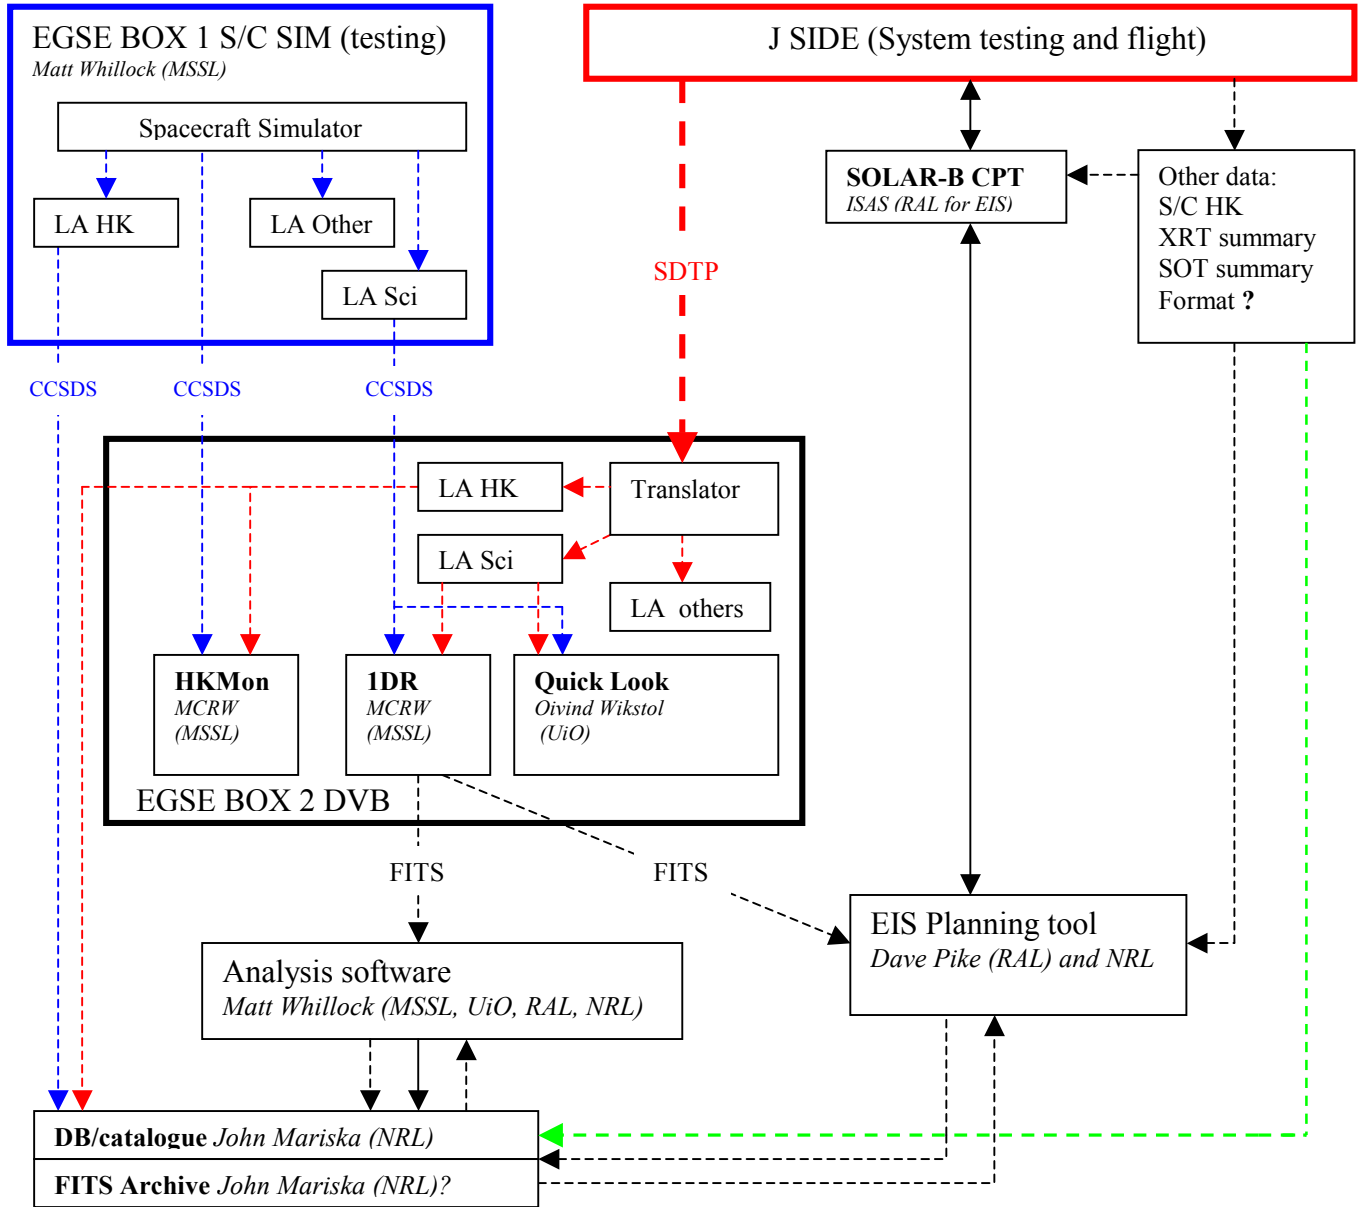 EGSE BOX 1 S/C SIM (testing)
Matt Whillock (MSSL)
Spacecraft Simulator
LA HK
LA Other
LA Sci
J SIDE (System testing and flight)
SOLAR-B CPT
ISAS (RAL for EIS)
Other data:
S/C HK
XRT summary
SOT summary
Format ?
SDTP
CCSDS
CCSDS
CCSDS
LA HK
Translator
LA Sci
LA others
HKMon
MCRW
(MSSL)
1DR
MCRW
(MSSL)
Quick Look
Oivind Wikstol
(UiO)
EGSE BOX 2 DVB
FITS
FITS
EIS Planning tool
Dave Pike (RAL) and NRL
Analysis software
Matt Whillock (MSSL, UiO, RAL, NRL)
DB/catalogue John Mariska (NRL)
FITS Archive John Mariska (NRL)?